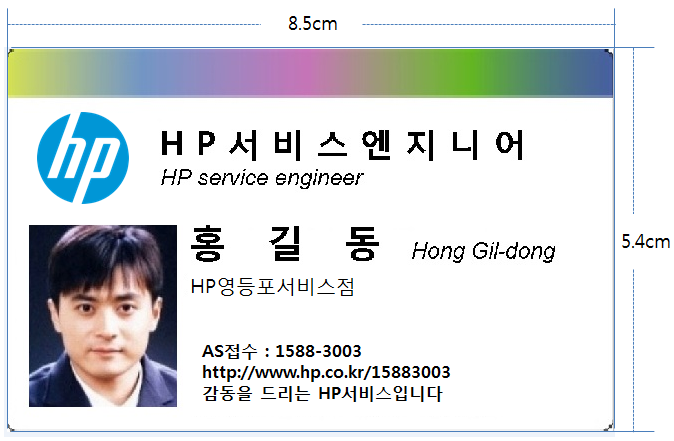 8.5cm
hp
HP서비스엔지니어
HP service engineer
홍 길 동 Hong Gil-dong
HP영등포서비스점
5.4cm
AS접수 : 1588-3003
http://www.hp.co.kr/15883003
감동을 드리는 HP서비스입니다